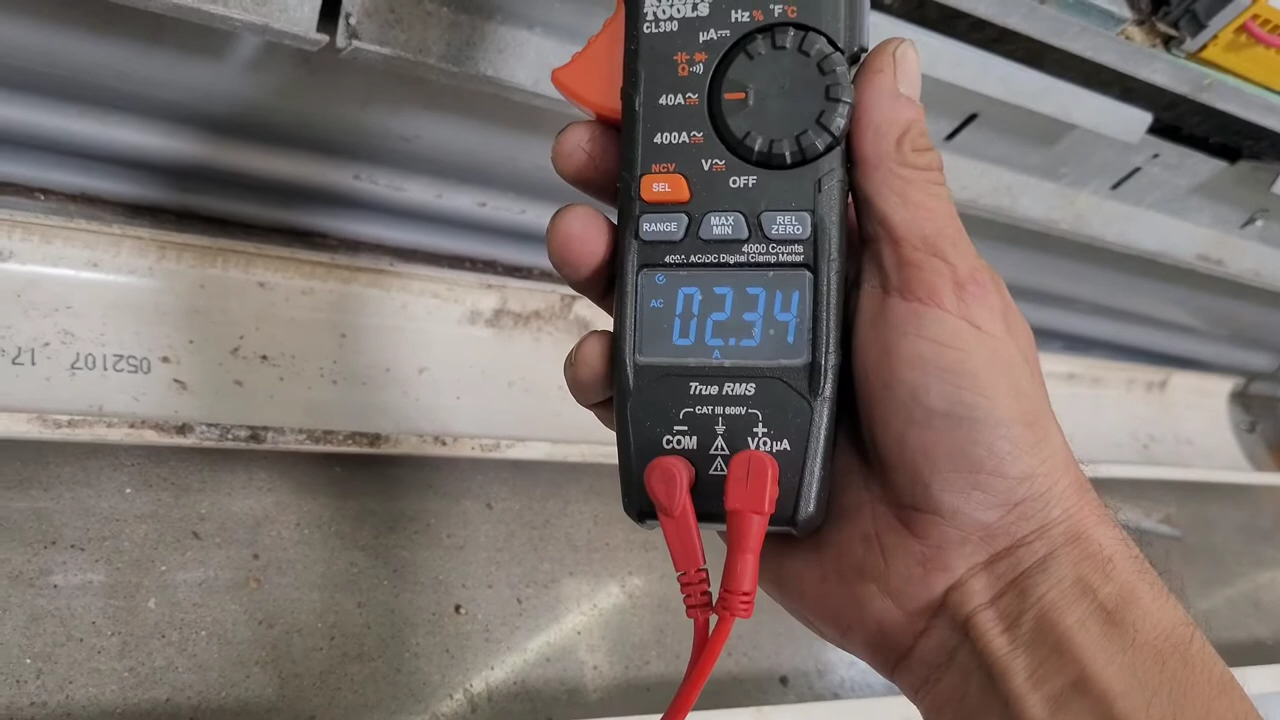 TOOLS
CL390
Hz % °F°C
µA
Ω
40A
400A
V
OFF
NCV
SEL
RANGE
MAX
MIN
REL
ZERO
4000 Counts
400A AC/DC Digital Clamp Meter
AC
02.34
A
True RMS
CAT III 600V
− +
COM
VΩµA
052107 17